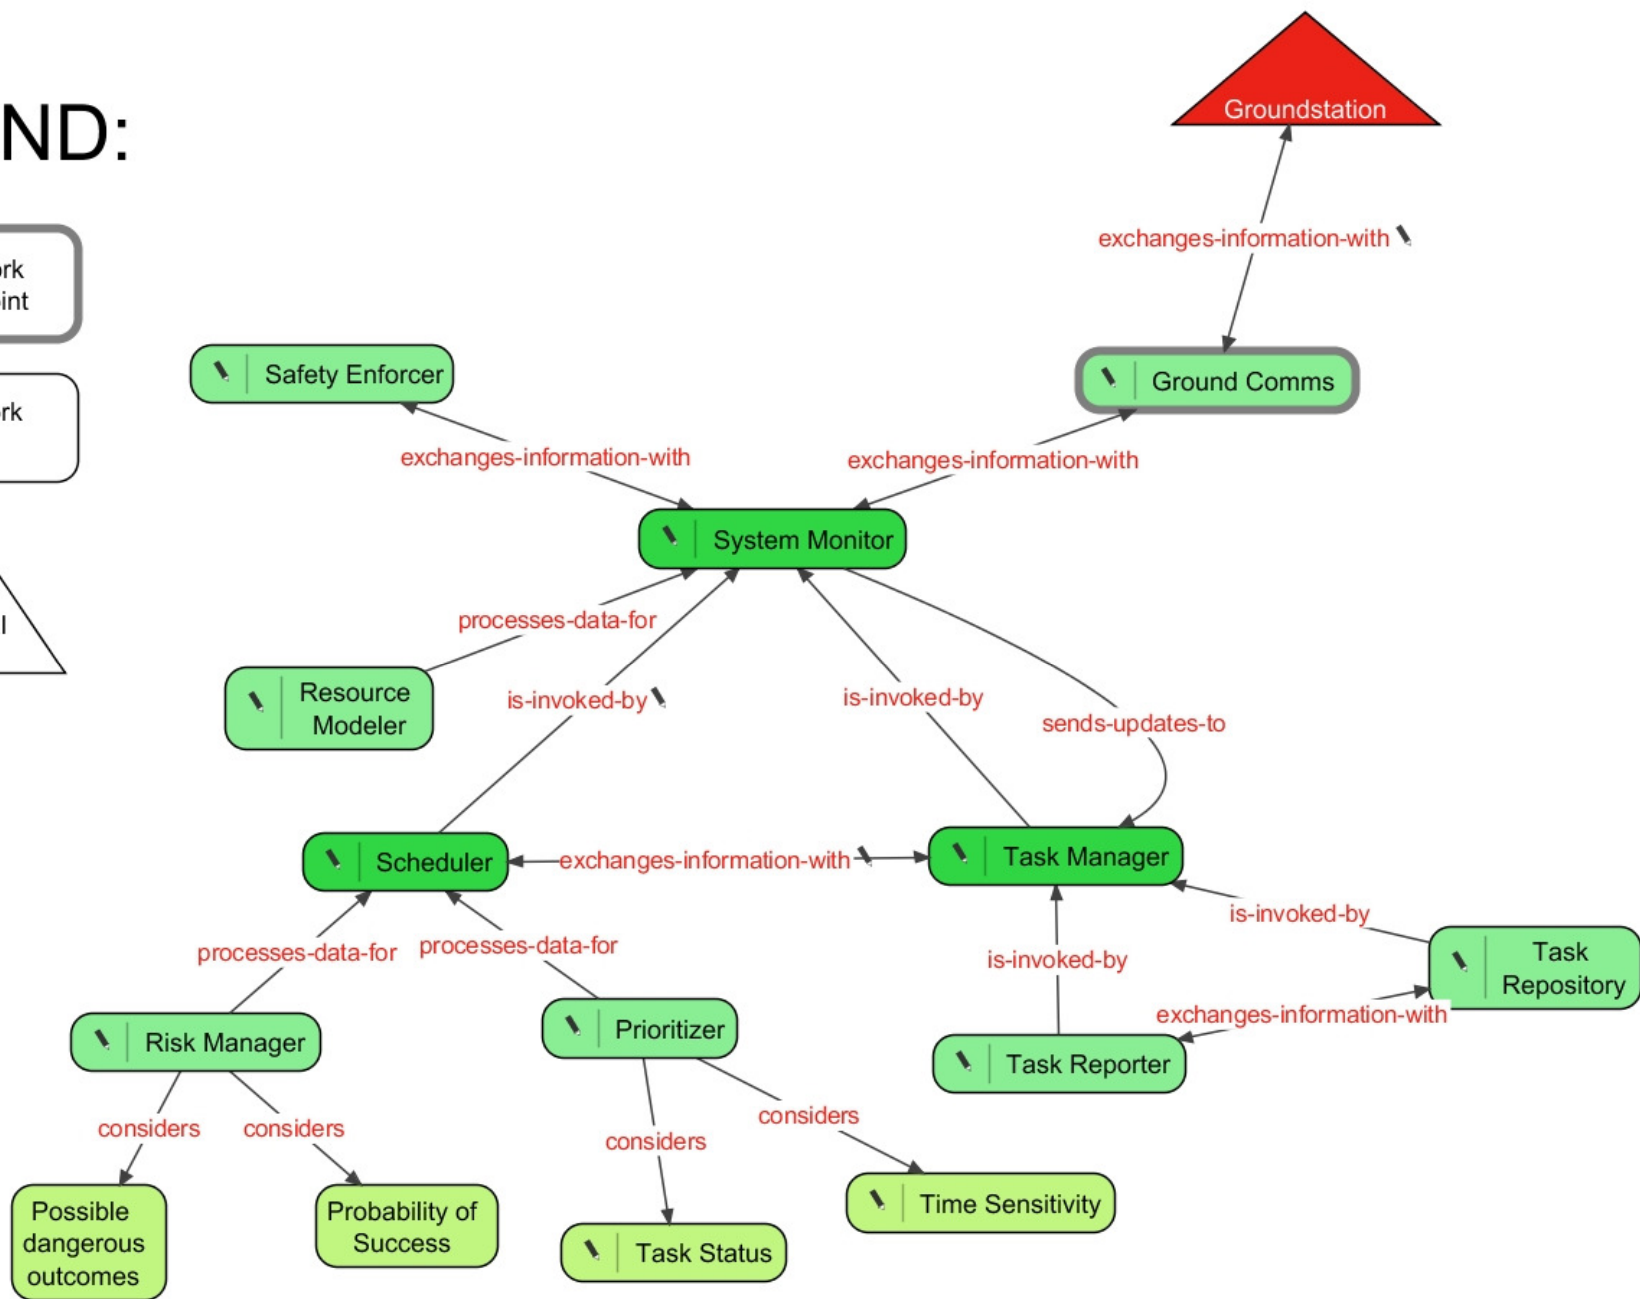 Groundstation
ND:
exchanges-information-with
rk
int
Safety Enforcer
Ground Comms
rk
exchanges-information-with
exchanges-information-with
System Monitor
processes-data-for
l
Resource
Modeler
is-invoked-by
is-invoked-by
sends-updates-to
Scheduler
exchanges-information-with
Task Manager
is-invoked-by
processes-data-for
processes-data-for
is-invoked-by
Task
Repository
exchanges-information-with
Risk Manager
Prioritizer
Task Reporter
considers
considers
considers
considers
Possible
dangerous
outcomes
Probability of
Success
Task Status
Time Sensitivity